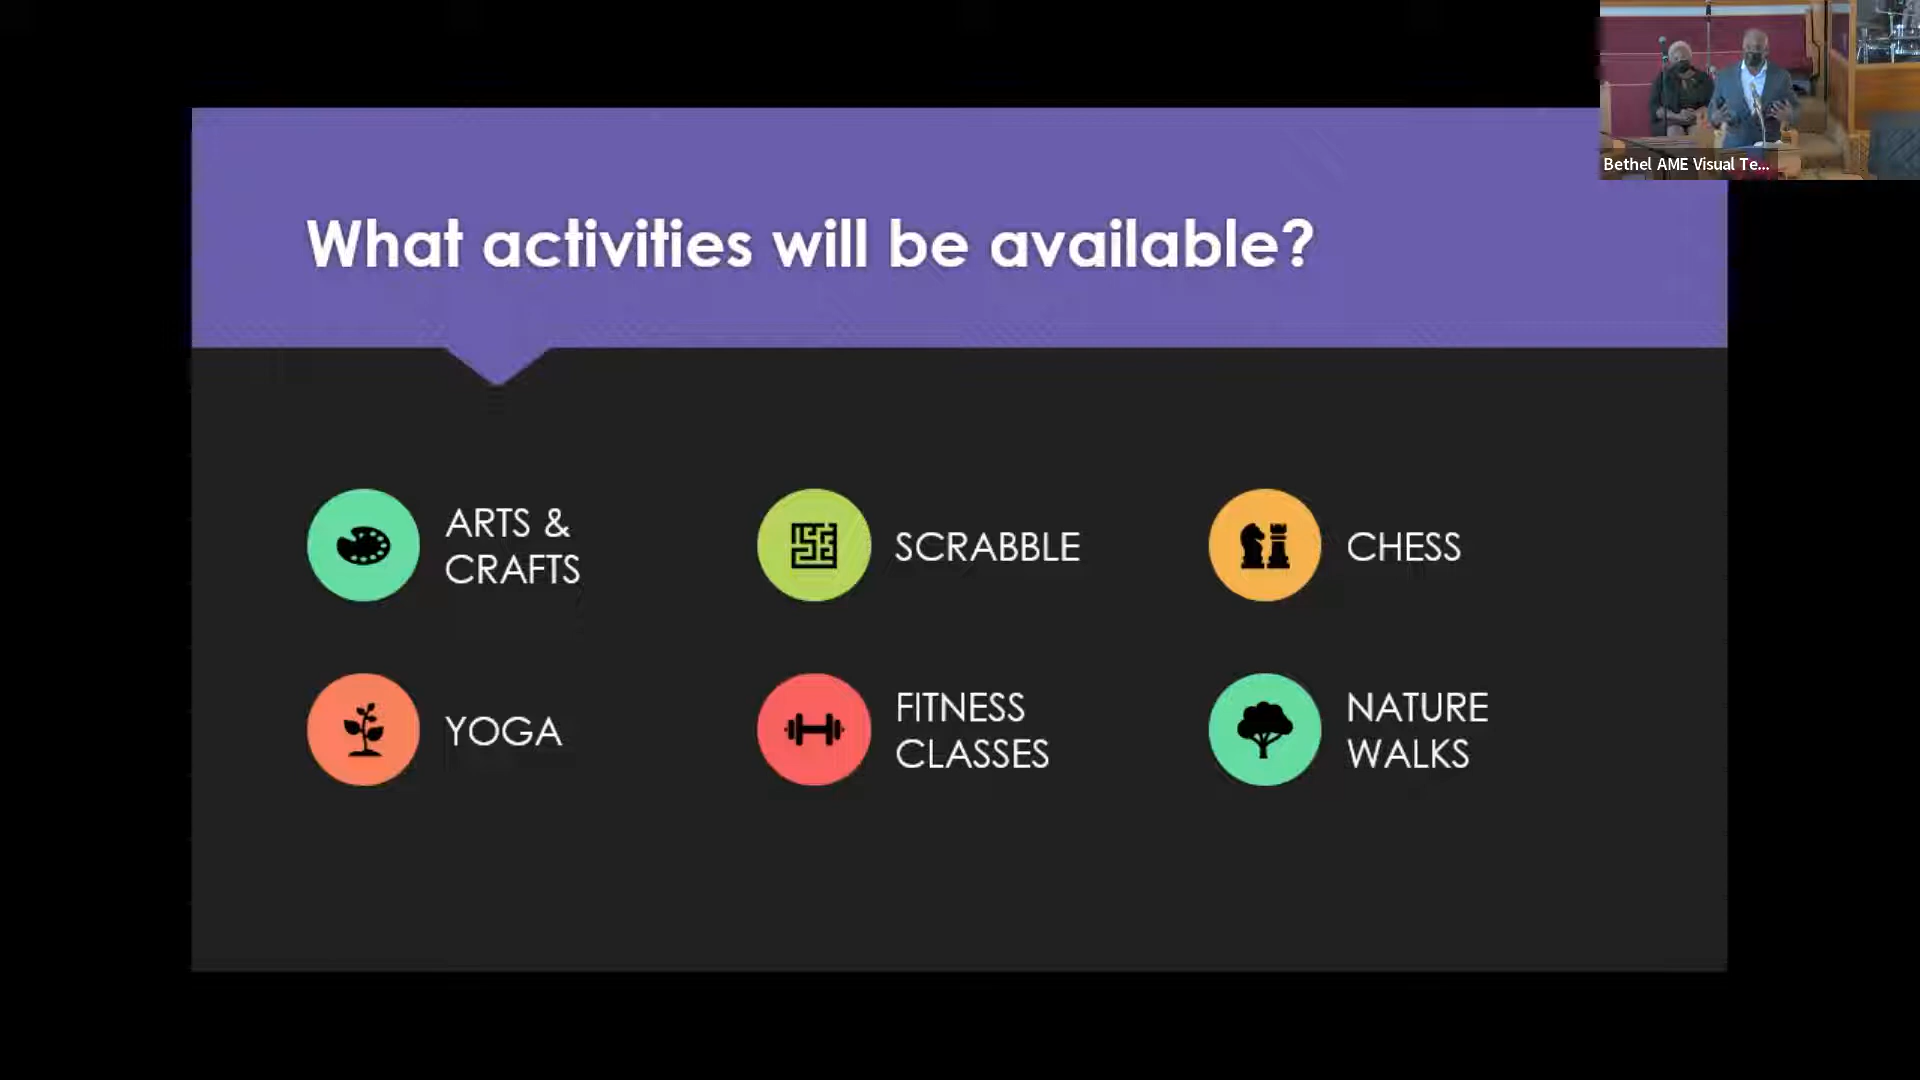 Bethel AME Visual Te...
What activities will be available?
ARTS &
CRAFTS
SCRABBLE
CHESS
YOGA
FITNESS
CLASSES
NATURE
WALKS